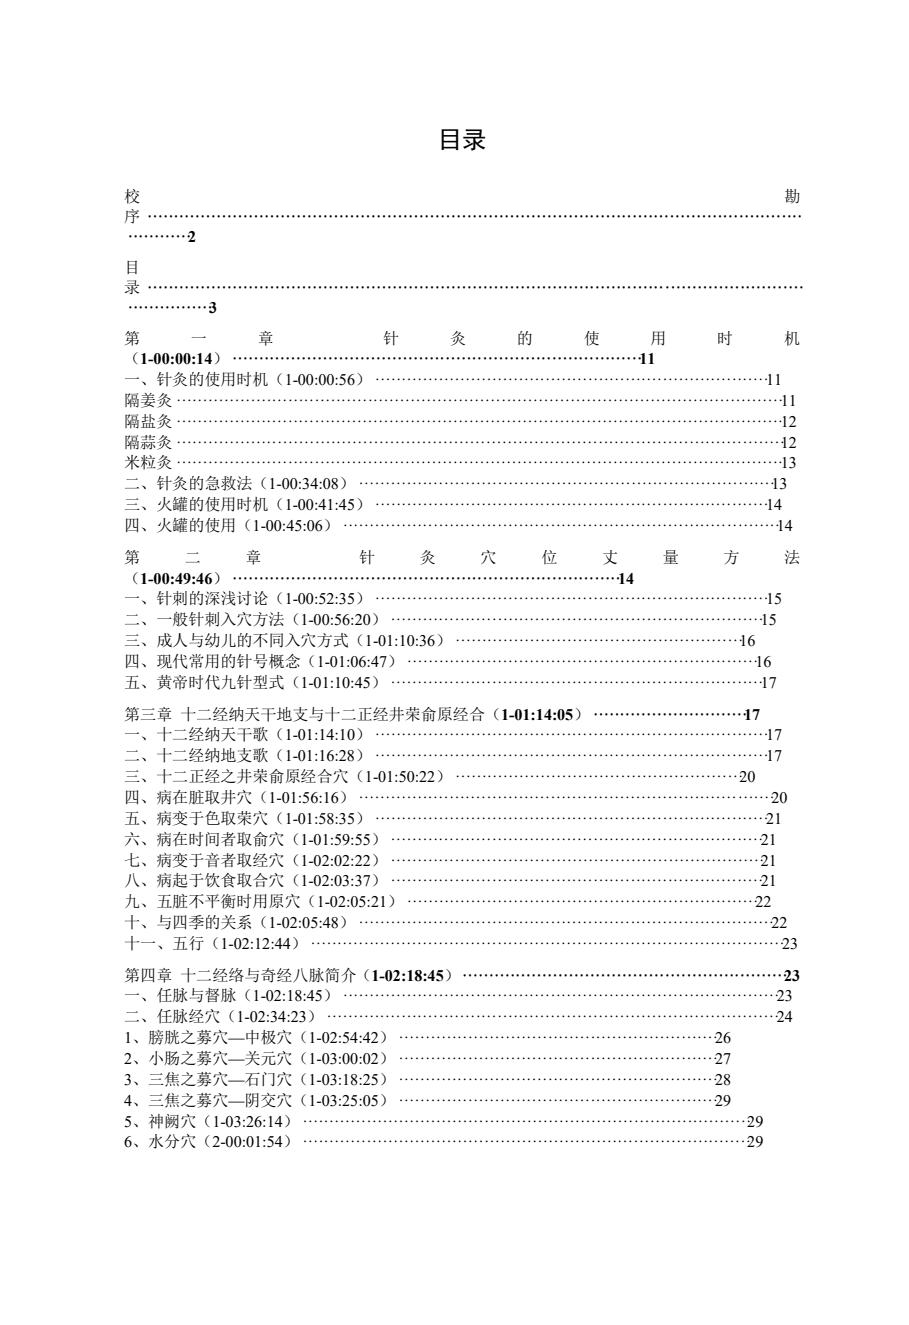 目录
校 勘
序 ·························································································
············2
目
录 ·························································································
···············3
第 一 章 针 灸 的 使 用 时 机
（1-00:00:14） ············································································11
一、针灸的使用时机（1-00:00:56） ··········································································11
隔姜灸 ··················································································11
隔盐灸 ··················································································12
隔蒜灸 ··················································································12
米粒灸 ··················································································13
二、针灸的急救法（1-00:34:08） ············································································13
三、火罐的使用时机（1-00:41:45） ··········································································14
四、火罐的使用（1-00:45:06） ··············································································14
第 二 章 针 灸 穴 位 丈 量 方 法
（1-00:49:46） ········································································14
一、针刺的深浅讨论（1-00:52:35） ··········································································15
二、一般针刺入穴方法（1-00:56:20） ······································································15
三、成人与幼儿的不同入穴方式（1-01:10:36） ······················································16
四、现代常用的针号概念（1-01:06:47） ································································16
五、黄帝时代九针型式（1-01:10:45） ······································································17
第三章 十二经纳天干地支与十二正经井荣俞原经合（1-01:14:05） ····························17
一、十二经纳天干歌（1-01:14:10） ··········································································17
二、十二经纳地支歌（1-01:16:28） ··········································································17
三、十二正经之井荣俞原经合穴（1-01:50:22） ······················································20
四、病在脏取井穴（1-01:56:16） ············································································20
五、病变于色取荣穴（1-01:58:35） ··········································································21
六、病在时间者取俞穴（1-01:59:55） ······································································21
七、病变于音者取经穴（1-02:02:22） ······································································21
八、病起于饮食取合穴（1-02:03:37） ······································································21
九、五脏不平衡时用原穴（1-02:05:21） ································································22
十、与四季的关系（1-02:05:48） ············································································22
十一、五行（1-02:12:44） ··················································································23
第四章 十二经络与奇经八脉简介（1-02:18:45） ····························································23
一、任脉与督脉（1-02:18:45） ··············································································23
二、任脉经穴（1-02:34:23） ················································································24
1、膀胱之募穴—中极穴（1-02:54:42） ····························································26
2、小肠之募穴—关元穴（1-03:00:02） ····························································27
3、三焦之募穴—石门穴（1-03:18:25） ····························································28
4、三焦之募穴—阴交穴（1-03:25:05） ····························································29
5、神阙穴（1-03:26:14） ····················································································29
6、水分穴（2-00:01:54） ····················································································29